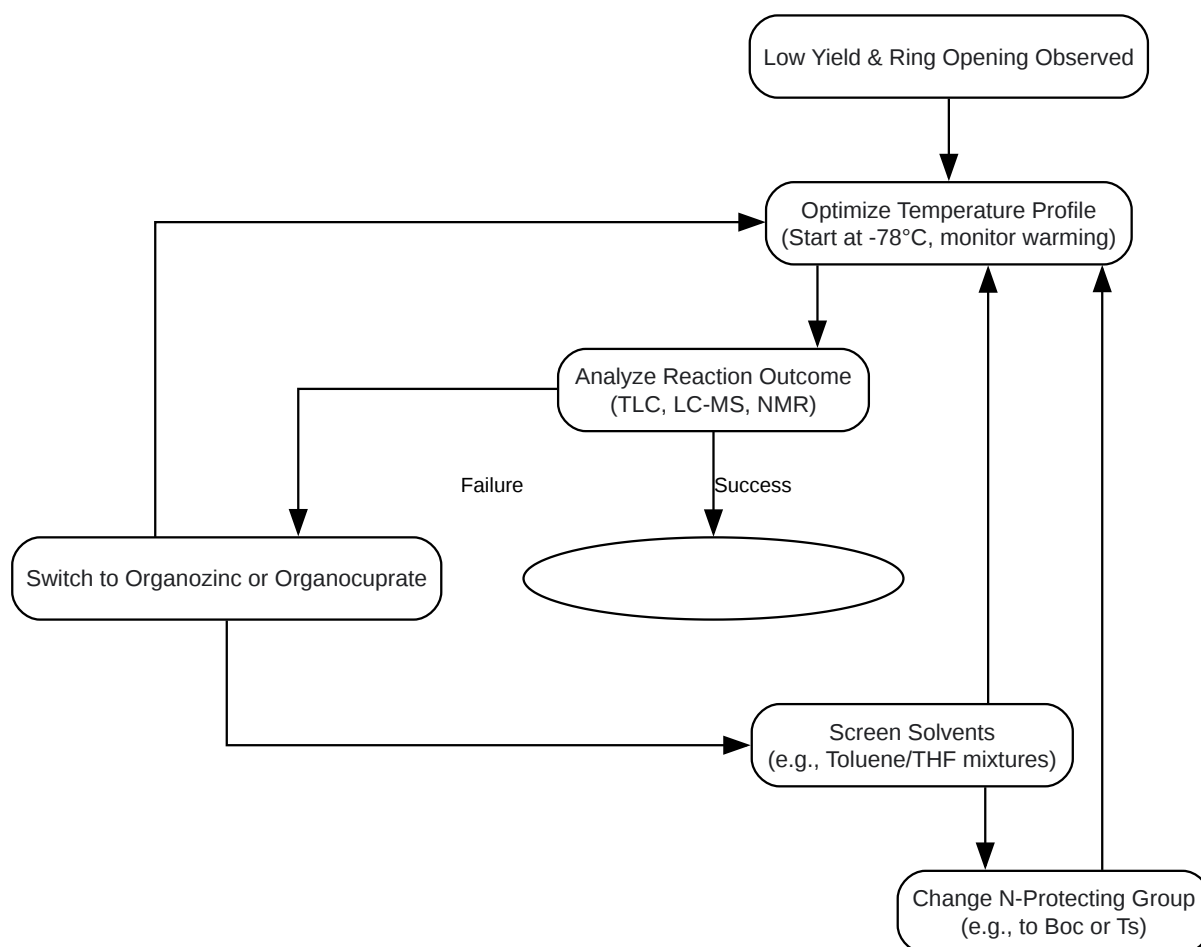 Low Yield & Ring Opening Observed
Optimize Temperature Profile
(Start at -78°C, monitor warming)
Analyze Reaction Outcome
(TLC, LC-MS, NMR)
Failure
Success
Switch to Organozinc or Organocuprate
Screen Solvents
(e.g., Toluene/THF mixtures)
Change N-Protecting Group
(e.g., to Boc or Ts)